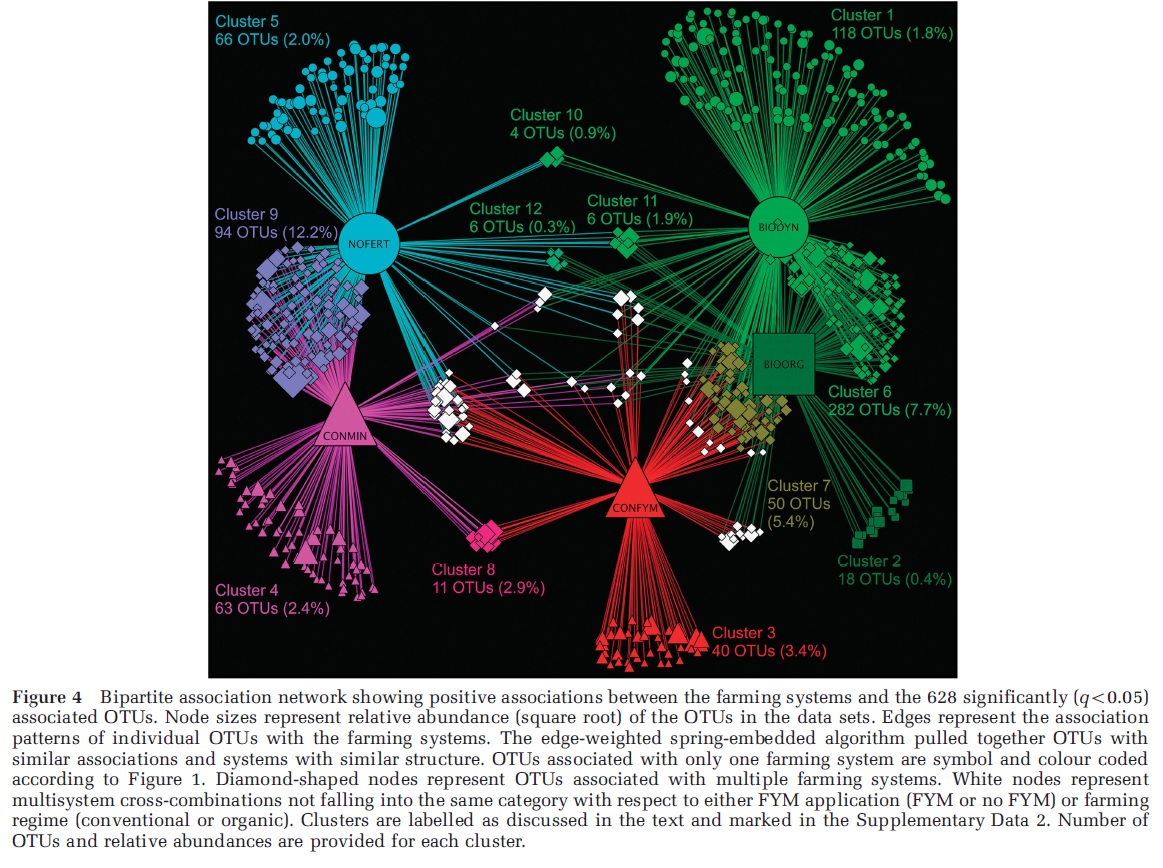 Cluster 5
66 OTUs (2.0%)
Cluster 1
118 OTUs (1.8%)
Cluster 10
4 OTUs (0.9%)
Cluster 11
6 OTUs (1.9%)
Cluster 12
6 OTUs (0.3%)
Cluster 9
94 OTUs (12.2%)
NOFERT
BIODYN
BIOORG
Cluster 6
282 OTUs (7.7%)
CONMIN
Cluster 7
50 OTUs
(5.4%)
CONFYM
Cluster 8
11 OTUs (2.9%)
Cluster 2
18 OTUs (0.4%)
Cluster 4
63 OTUs (2.4%)
Cluster 3
40 OTUs (3.4%)
Figure 4 Bipartite association network showing positive associations between the farming systems and the 628 significantly (q<0.05)
associated OTUs. Node sizes represent relative abundance (square root) of the OTUs in the data sets. Edges represent the association
patterns of individual OTUs with the farming systems. The edge-weighted spring-embedded algorithm pulled together OTUs with
similar associations and systems with similar structure. OTUs associated with only one farming system are symbol and colour coded
according to Figure 1. Diamond-shaped nodes represent OTUs associated with multiple farming systems. White nodes represent
multisystem cross-combinations not falling into the same category with respect to either FYM application (FYM or no FYM) or farming
regime (conventional or organic). Clusters are labelled as discussed in the text and marked in the Supplementary Data 2. Number of
OTUs and relative abundances are provided for each cluster.